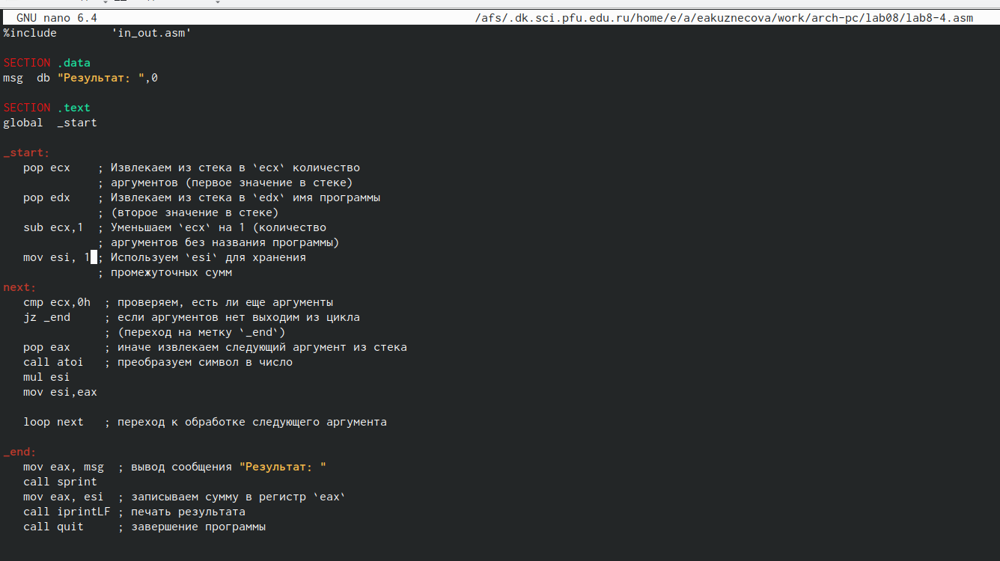 GNU nano 6.4 /afs/.dk.sci.pfu.edu.ru/home/e/a/eakuznecova/work/arch-pc/lab08/lab8-4.asm
%include 'in_out.asm'
SECTION .data
msg db "Результат: ",0
SECTION .text
global _start
_start:
pop ecx ; Извлекаем из стека в `ecx` количество
; аргументов (первое значение в стеке)
pop edx ; Извлекаем из стека в `edx` имя программы
; (второе значение в стеке)
sub ecx,1 ; Уменьшаем `ecx` на 1 (количество
; аргументов без названия программы)
mov esi, 1 ; Используем `esi` для хранения
; промежуточных сумм
next:
cmp ecx,0h ; проверяем, есть ли еще аргументы
jz _end ; если аргументов нет выходим из цикла
; (переход на метку `_end`)
pop eax ; иначе извлекаем следующий аргумент из стека
call atoi ; преобразуем символ в число
mul esi
mov esi,eax
loop next ; переход к обработке следующего аргумента
_end:
mov eax, msg ; вывод сообщения "Результат: "
call sprint
mov eax, esi ; записываем сумму в регистр `eax`
call iprintLF ; печать результата
call quit ; завершение программы